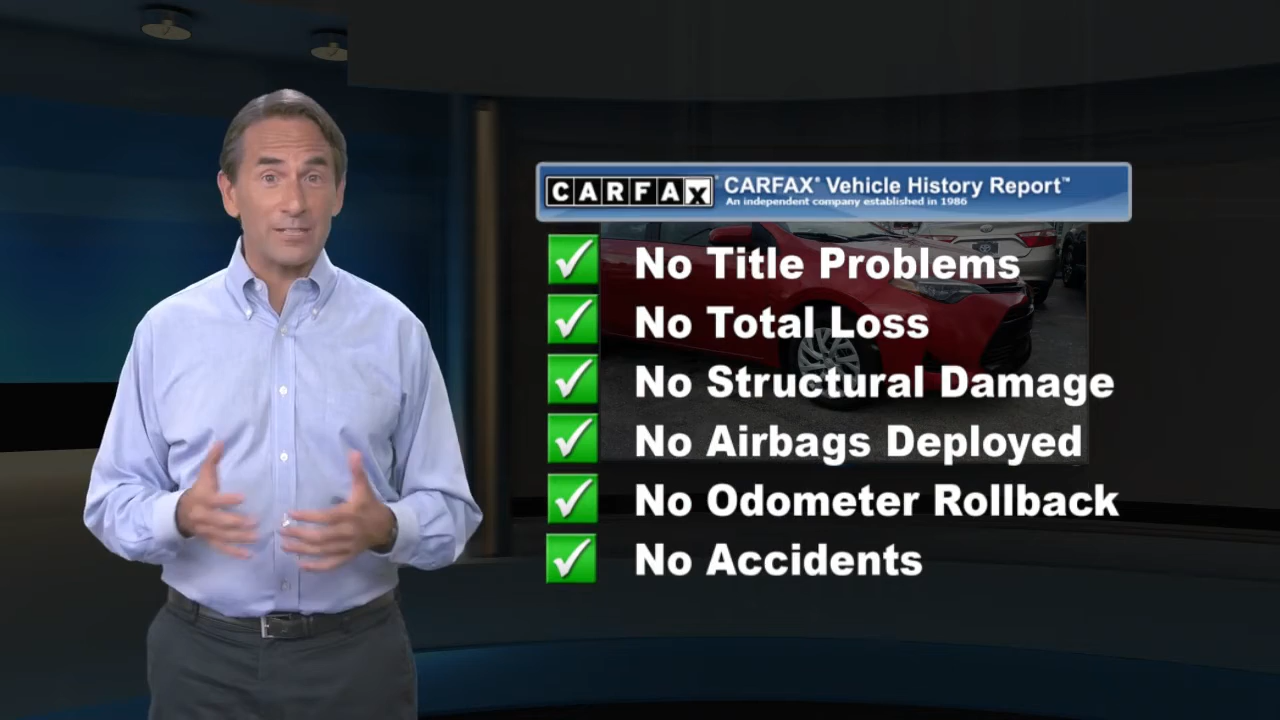 CARFAX® CARFAX® Vehicle History Report™
An independent company established in 1986
No Title Problems
No Total Loss
No Structural Damage
No Airbags Deployed
No Odometer Rollback
No Accidents